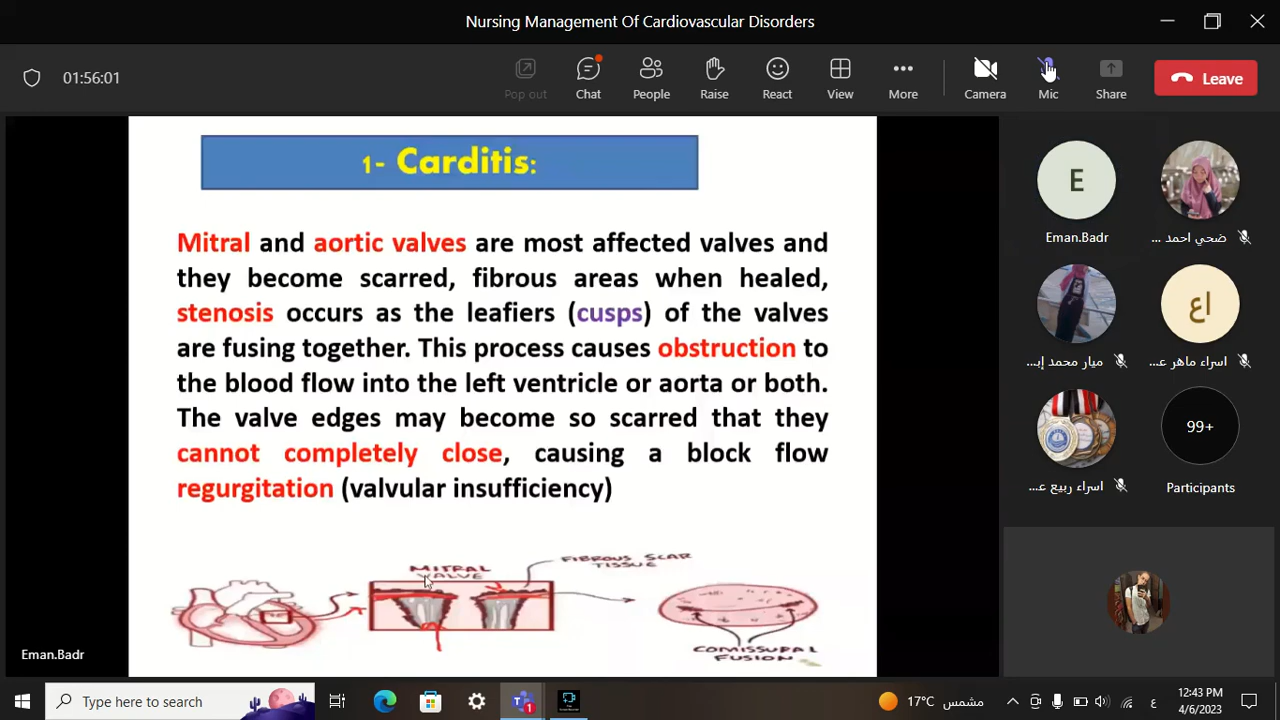 Nursing Management Of Cardiovascular Disorders
01:56:01
Pop out
Chat
People
Raise
React
View
More
Camera
Mic
Share
Leave
1- Carditis:
Mitral and aortic valves are most affected valves and
they become scarred, fibrous areas when healed,
stenosis occurs as the leafiers (cusps) of the valves
are fusing together. This process causes obstruction to
the blood flow into the left ventricle or aorta or both.
The valve edges may become so scarred that they
cannot completely close, causing a block flow
regurgitation (valvular insufficiency)
MITRAL
VALVE
FIBROUS SCAR
TISSUE
COMISSURAL
FUSION
Eman.Badr
E
Eman.Badr
ضحي احمد ...
ميار محمد إبـ...
اع
اسراء ماهر عـ...
اسراء ربيع عـ...
99+
Participants
Type here to search
1
17°C مشمس
ع
12:43 PM
4/6/2023